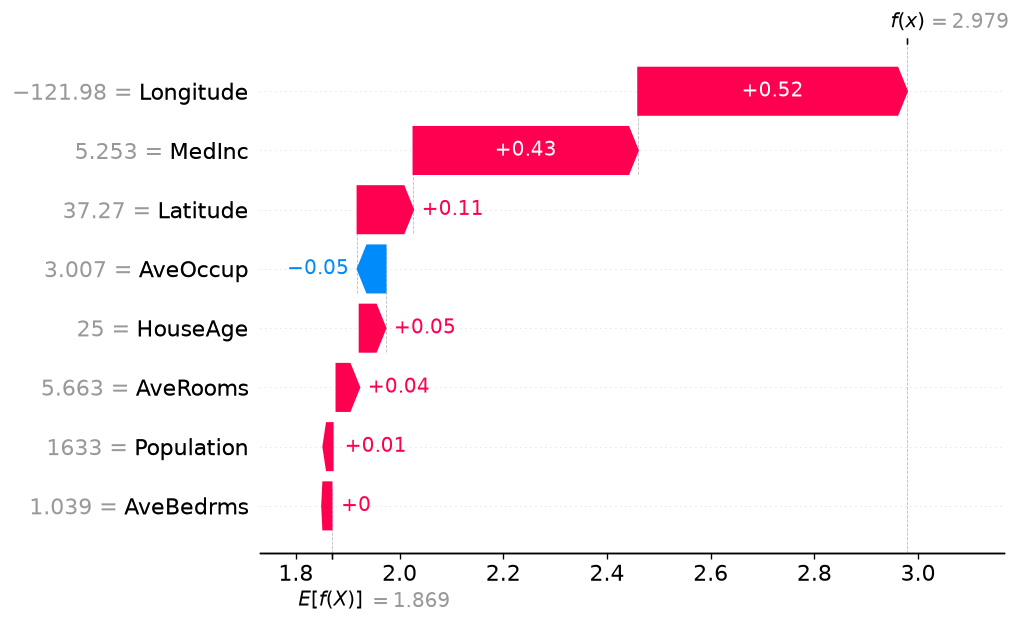 f(x) = 2.979
−121.98 = Longitude +0.52
5.253 = MedInc +0.43
37.27 = Latitude +0.11
3.007 = AveOccup −0.05
25 = HouseAge +0.05
5.663 = AveRooms +0.04
1633 = Population +0.01
1.039 = AveBedrms +0
1.8 2.0 2.2 2.4 2.6 2.8 3.0
E[f(X)] = 1.869